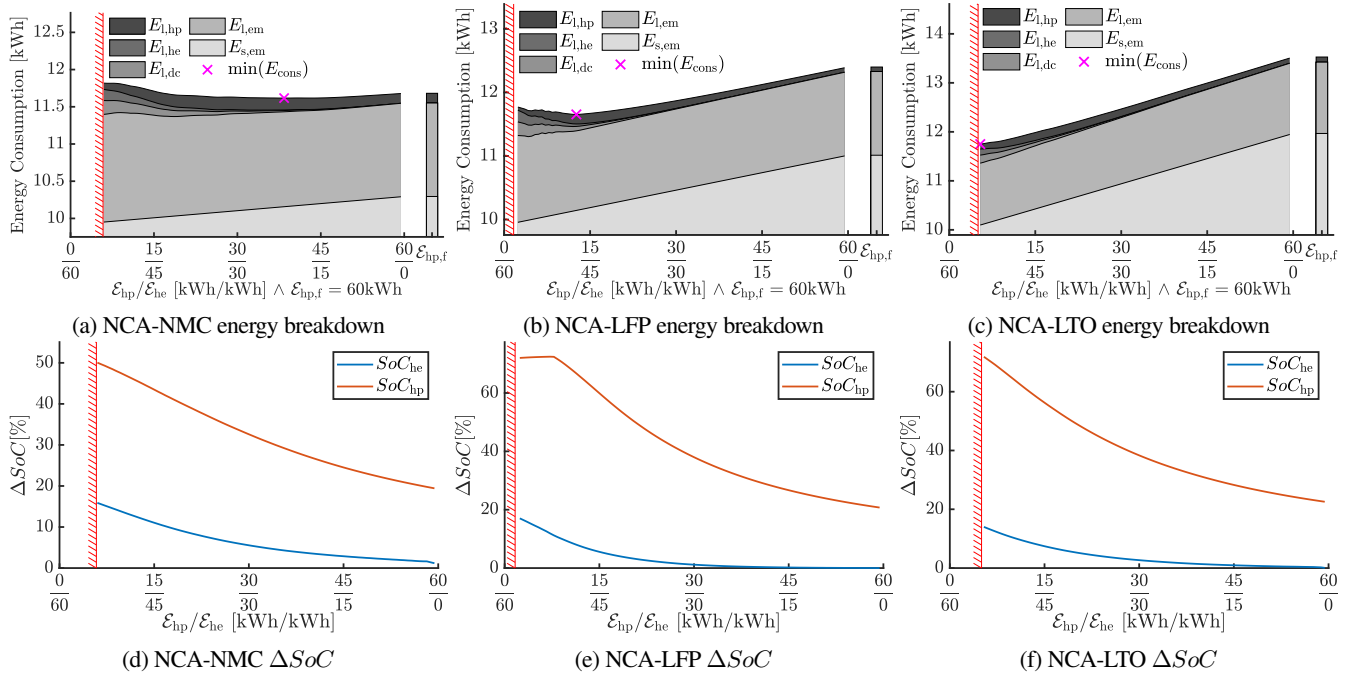 Energy Consumption [kWh]
12.5
12
11.5
11
10.5
10
E_l,hp
E_l,he
E_l,dc
E_l,em
E_s,em
min(E_cons)
0/60
15/45
30/30
45/15
60/0
ℰ_hp,f
ℰ_hp/ℰ_he [kWh/kWh] ∧ ℰ_hp,f = 60kWh
(a) NCA-NMC energy breakdown
Energy Consumption [kWh]
13
12
11
10
E_l,hp
E_l,he
E_l,dc
E_l,em
E_s,em
min(E_cons)
0/60
15/45
30/30
45/15
60/0
ℰ_hp,f
ℰ_hp/ℰ_he [kWh/kWh] ∧ ℰ_hp,f = 60kWh
(b) NCA-LFP energy breakdown
Energy Consumption [kWh]
14
13
12
11
10
E_l,hp
E_l,he
E_l,dc
E_l,em
E_s,em
min(E_cons)
0/60
15/45
30/30
45/15
60/0
ℰ_hp,f
ℰ_hp/ℰ_he [kWh/kWh] ∧ ℰ_hp,f = 60kWh
(c) NCA-LTO energy breakdown
ΔSoC[%]
50
40
30
20
10
0
SoC_he
SoC_hp
0/60
15/45
30/30
45/15
60/0
ℰ_hp/ℰ_he [kWh/kWh]
(d) NCA-NMC ΔSoC
ΔSoC[%]
60
40
20
0
SoC_he
SoC_hp
0/60
15/45
30/30
45/15
60/0
ℰ_hp/ℰ_he [kWh/kWh]
(e) NCA-LFP ΔSoC
ΔSoC[%]
60
40
20
0
SoC_he
SoC_hp
0/60
15/45
30/30
45/15
60/0
ℰ_hp/ℰ_he [kWh/kWh]
(f) NCA-LTO ΔSoC